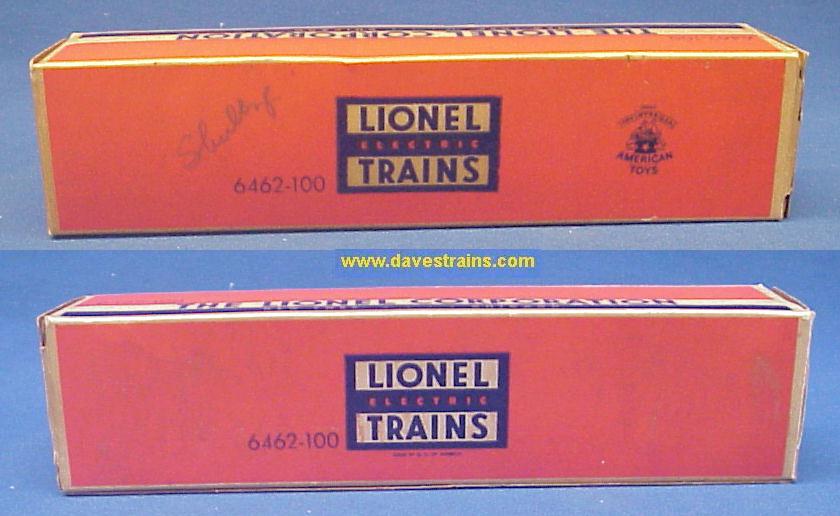 THE LIONEL CORPORATION
LIONEL
ELECTRIC
TRAINS
6462-100
AMERICAN
TOYS
www.davestrains.com
THE LIONEL CORPORATION
LIONEL
ELECTRIC
TRAINS
6462-100